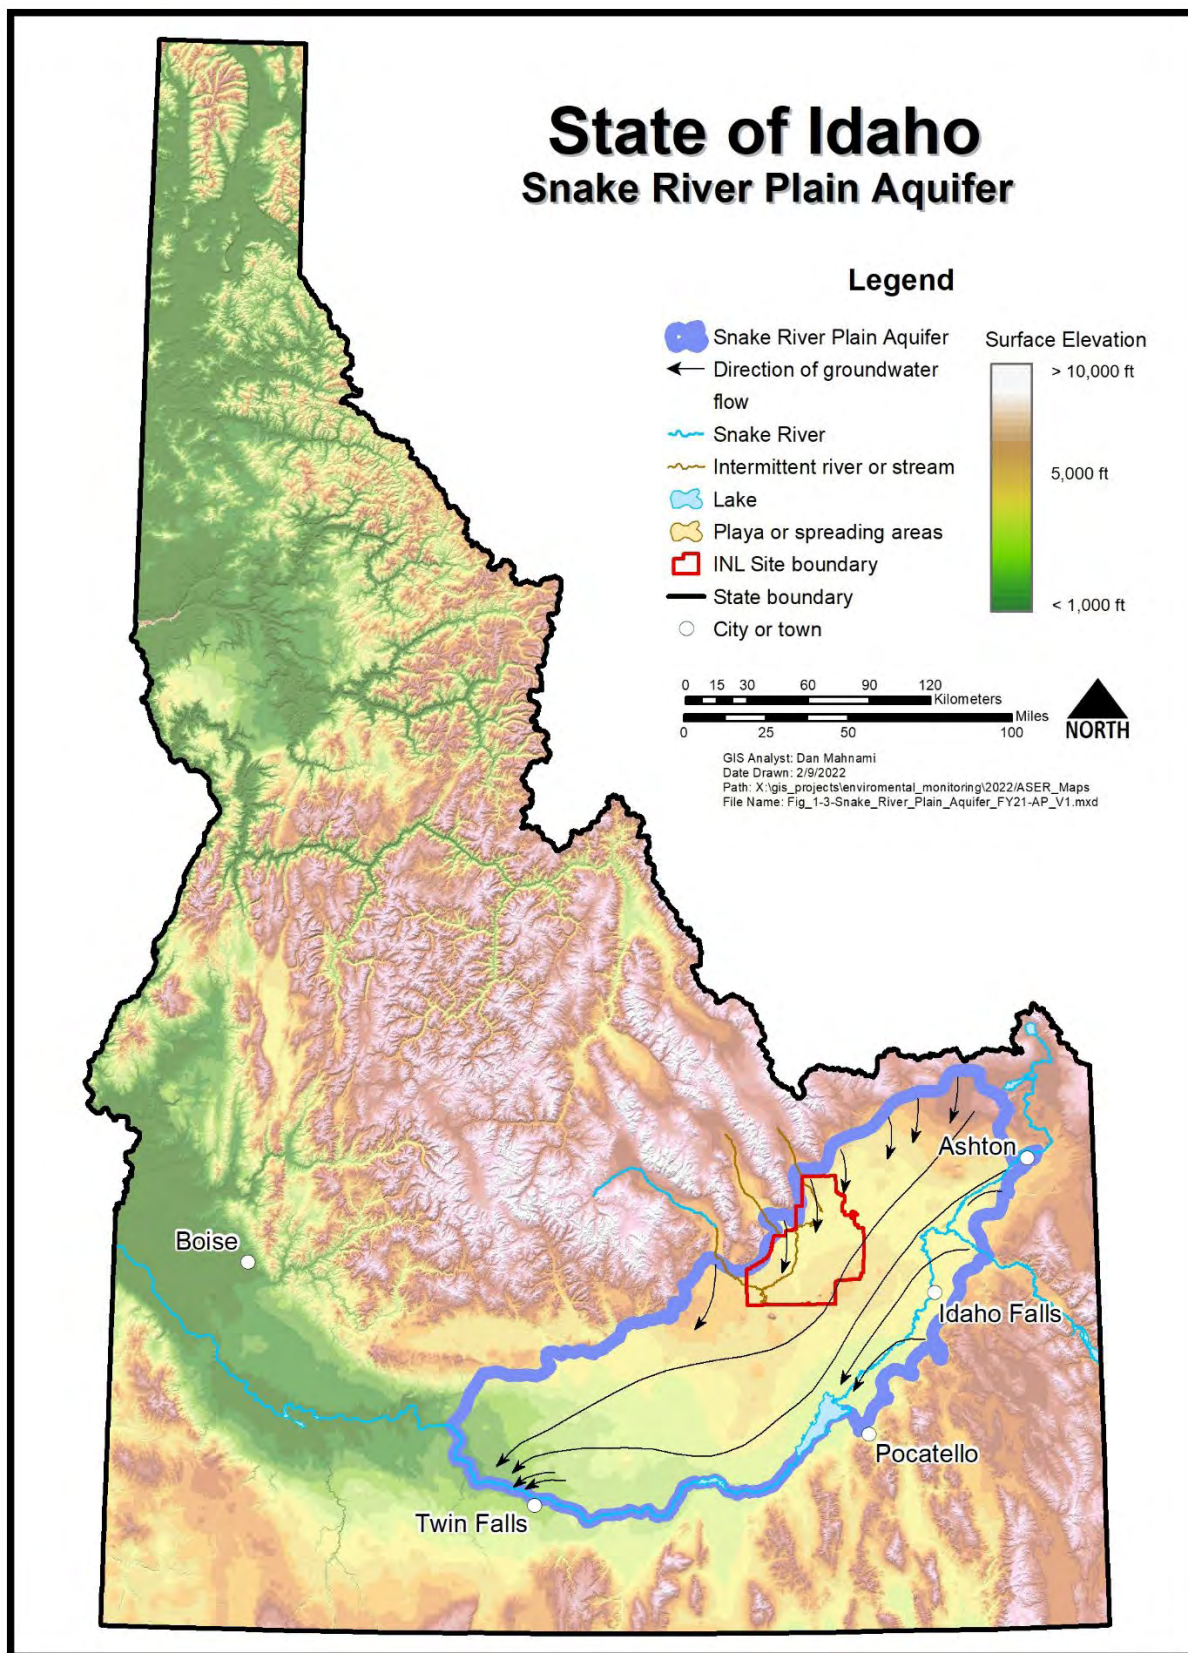 State of Idaho
Snake River Plain Aquifer
Legend
Snake River Plain Aquifer
Direction of groundwater
flow
Snake River
Intermittent river or stream
Lake
Playa or spreading areas
INL Site boundary
State boundary
City or town
Surface Elevation
> 10,000 ft
5,000 ft
< 1,000 ft
0 15 30 60 90 120
Kilometers
Miles
0 25 50 100
NORTH
GIS Analyst: Dan Mahnami
Date Drawn: 2/9/2022
Path: X:\gis_projects\enviromental_monitoring\2022/ASER_Maps
File Name: Fig_1-3-Snake_River_Plain_Aquifer_FY21-AP_V1.mxd
Ashton
Boise
Idaho Falls
Pocatello
Twin Falls